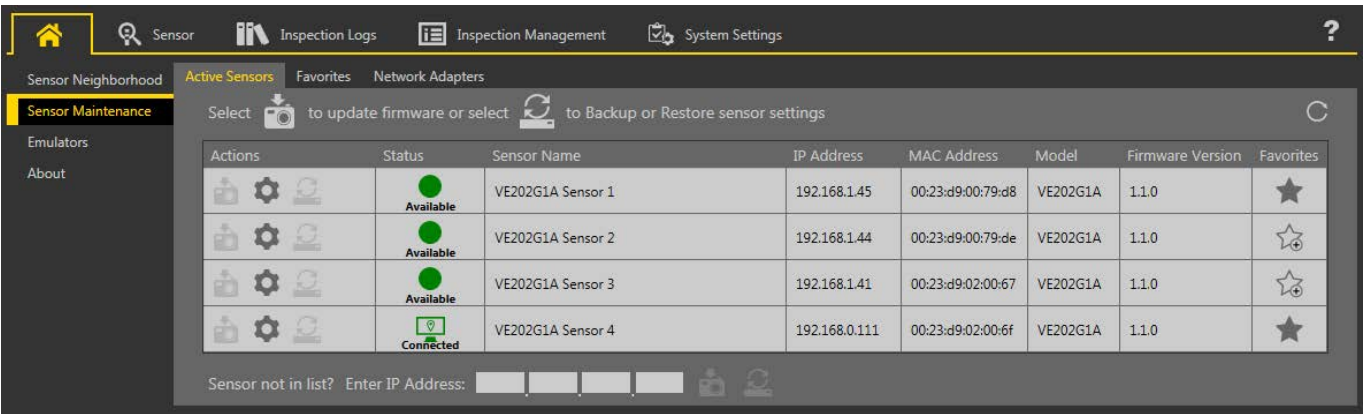 Sensor Inspection Logs Inspection Management System Settings ?
Sensor Neighborhood Active Sensors Favorites Network Adapters
Sensor Maintenance Select to update firmware or select to Backup or Restore sensor settings
Emulators
Actions Status Sensor Name IP Address MAC Address Model Firmware Version Favorites
About
Available VE202G1A Sensor 1 192.168.1.45 00:23:d9:00:79:d8 VE202G1A 1.1.0
Available VE202G1A Sensor 2 192.168.1.44 00:23:d9:00:79:de VE202G1A 1.1.0
Available VE202G1A Sensor 3 192.168.1.41 00:23:d9:02:00:67 VE202G1A 1.1.0
Connected VE202G1A Sensor 4 192.168.0.111 00:23:d9:02:00:6f VE202G1A 1.1.0
Sensor not in list? Enter IP Address: . . .